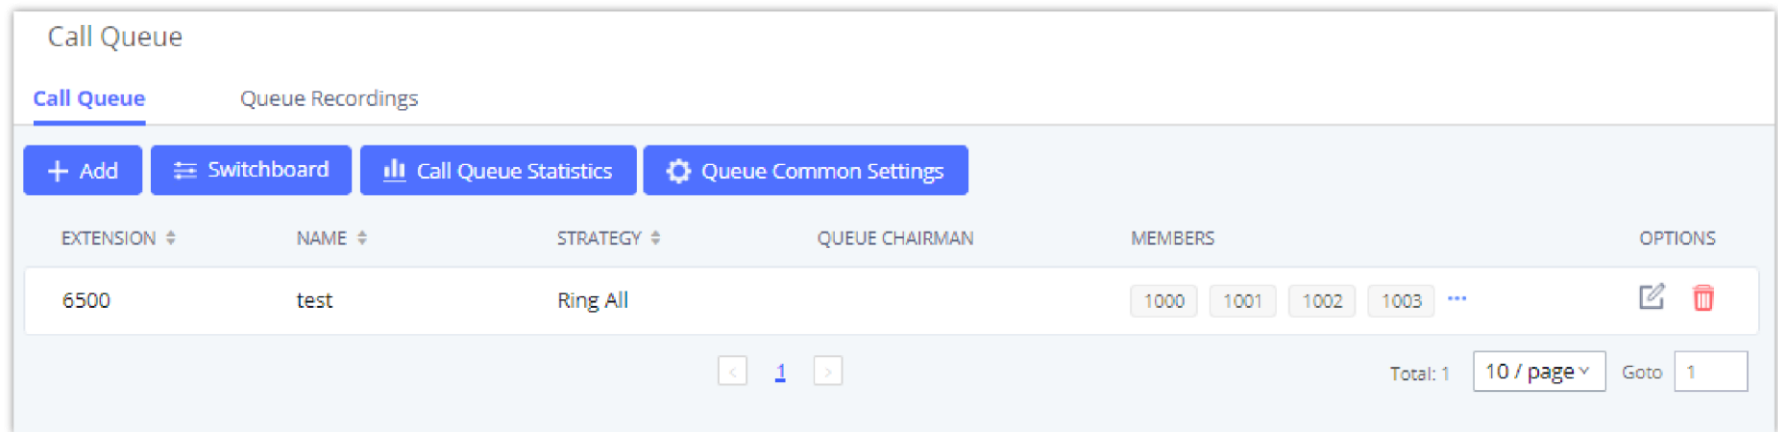 Call Queue
Call Queue Queue Recordings
Add Switchboard Call Queue Statistics Queue Common Settings
EXTENSION NAME STRATEGY QUEUE CHAIRMAN MEMBERS OPTIONS
6500 test Ring All 1000 1001 1002 1003 ···
< 1 > Total: 1 10 / page Goto 1